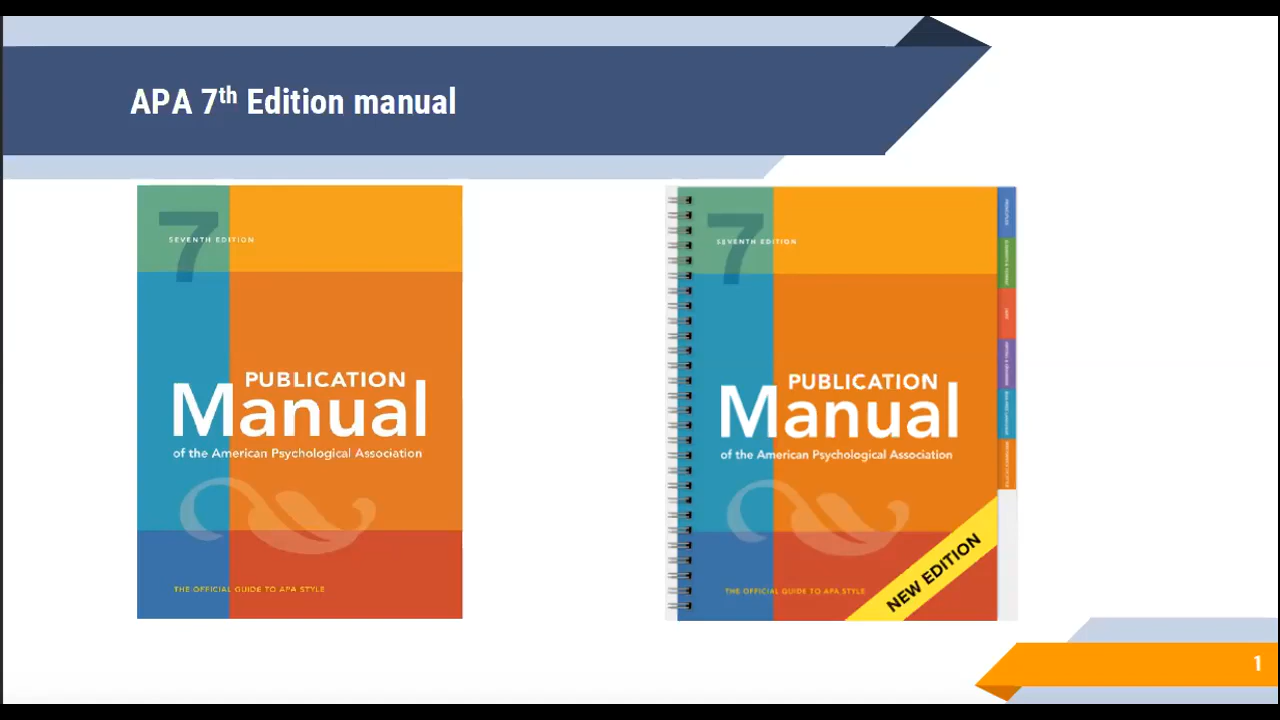 APA 7th Edition manual
7
SEVENTH EDITION
PUBLICATION
Manual
of the American Psychological Association
THE OFFICIAL GUIDE TO APA STYLE
7
SEVENTH EDITION
PUBLICATION
Manual
of the American Psychological Association
THE OFFICIAL GUIDE TO APA STYLE
NEW EDITION
1